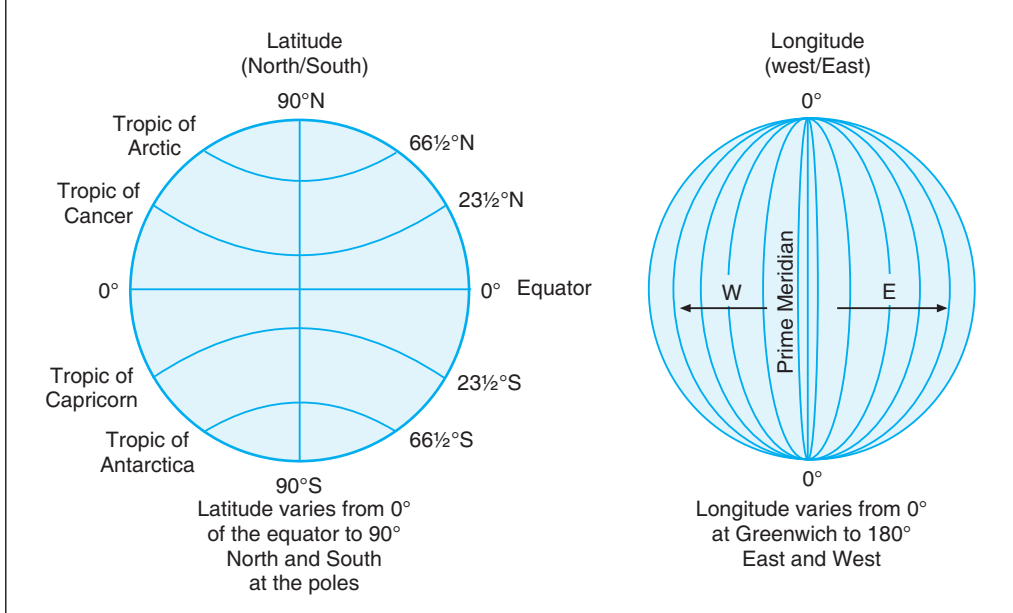 Latitude
(North/South)
90°N
Tropic of
Arctic
66½°N
Tropic of
Cancer
23½°N
0°
0° Equator
Tropic of
Capricorn
23½°S
Tropic of
Antarctica
66½°S
90°S
Latitude varies from 0°
of the equator to 90°
North and South
at the poles
Longitude
(west/East)
0°
W
Prime Meridian
E
0°
Longitude varies from 0°
at Greenwich to 180°
East and West